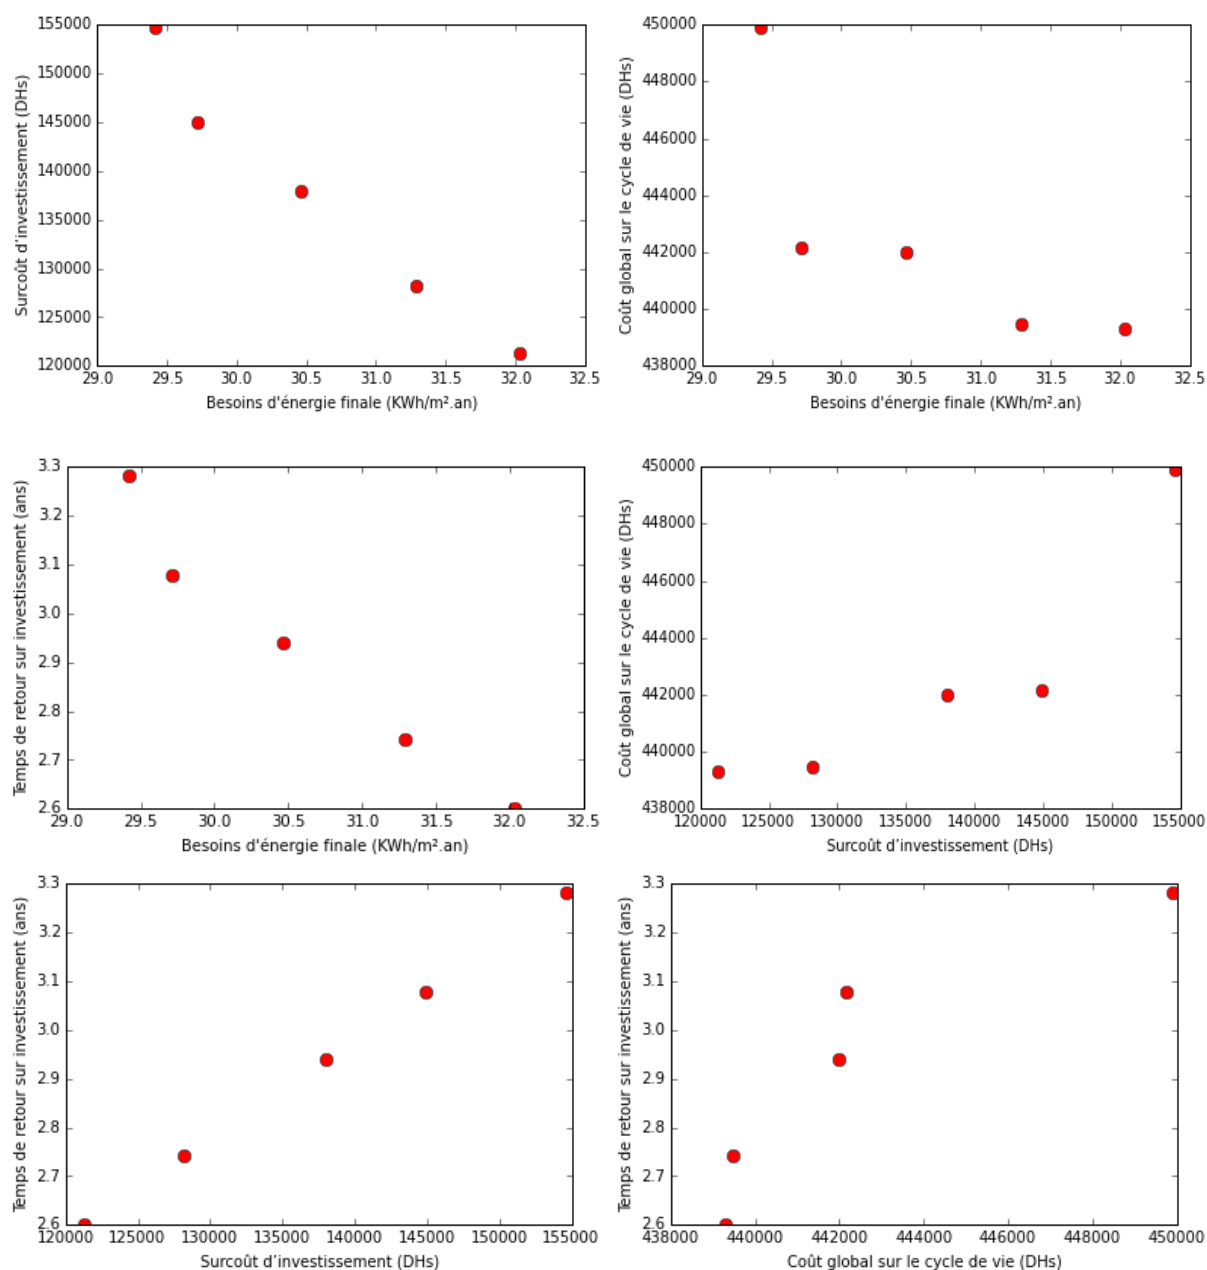 155000
150000
145000
140000
135000
130000
125000
120000
Surcoût d’investissement (DHs)
29.0 29.5 30.0 30.5 31.0 31.5 32.0 32.5
Besoins d'énergie finale (KWh/m².an)
450000
448000
446000
444000
442000
440000
438000
Coût global sur le cycle de vie (DHs)
29.0 29.5 30.0 30.5 31.0 31.5 32.0 32.5
Besoins d'énergie finale (KWh/m².an)
3.3
3.2
3.1
3.0
2.9
2.8
2.7
2.6
Temps de retour sur investissement (ans)
29.0 29.5 30.0 30.5 31.0 31.5 32.0 32.5
Besoins d'énergie finale (KWh/m².an)
450000
448000
446000
444000
442000
440000
438000
Coût global sur le cycle de vie (DHs)
120000 125000 130000 135000 140000 145000 150000 155000
Surcoût d’investissement (DHs)
3.3
3.2
3.1
3.0
2.9
2.8
2.7
2.6
Temps de retour sur investissement (ans)
120000 125000 130000 135000 140000 145000 150000 155000
Surcoût d’investissement (DHs)
3.3
3.2
3.1
3.0
2.9
2.8
2.7
2.6
Temps de retour sur investissement (ans)
438000 440000 442000 444000 446000 448000 450000
Coût global sur le cycle de vie (DHs)